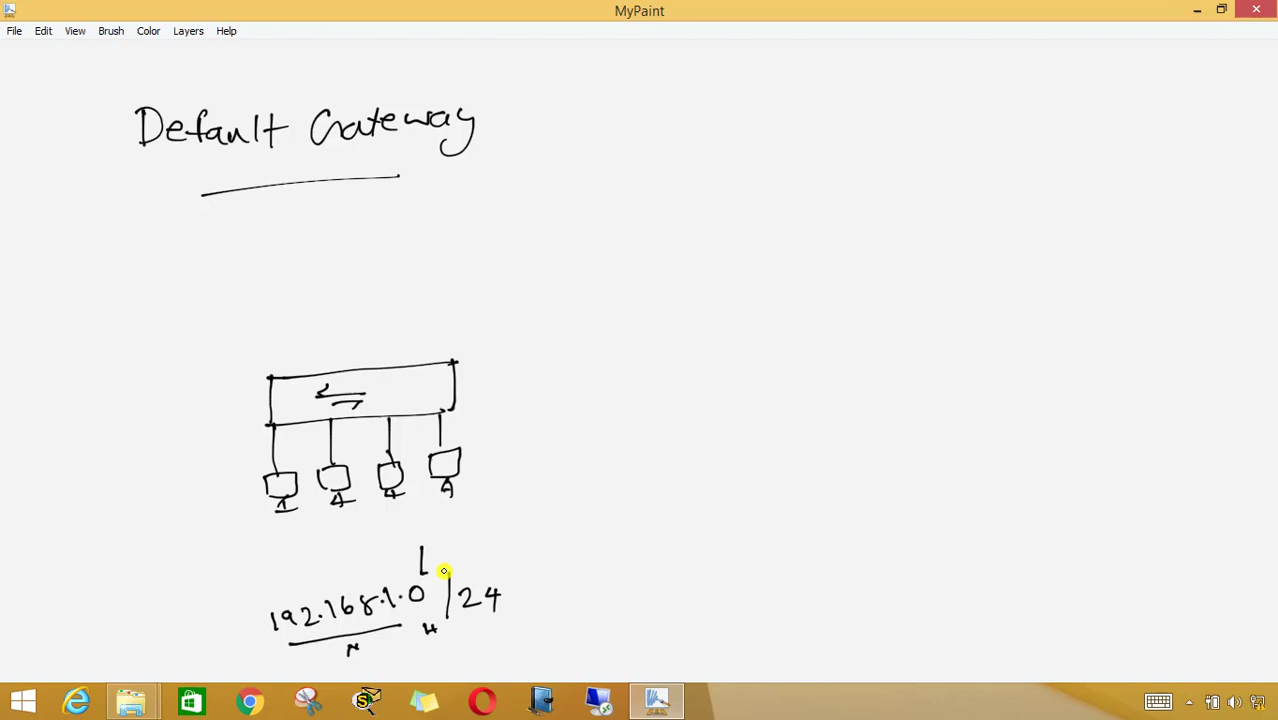 MyPaint
File Edit View Brush Color Layers Help
Default Gateway
192.168.1.0 /24
N H